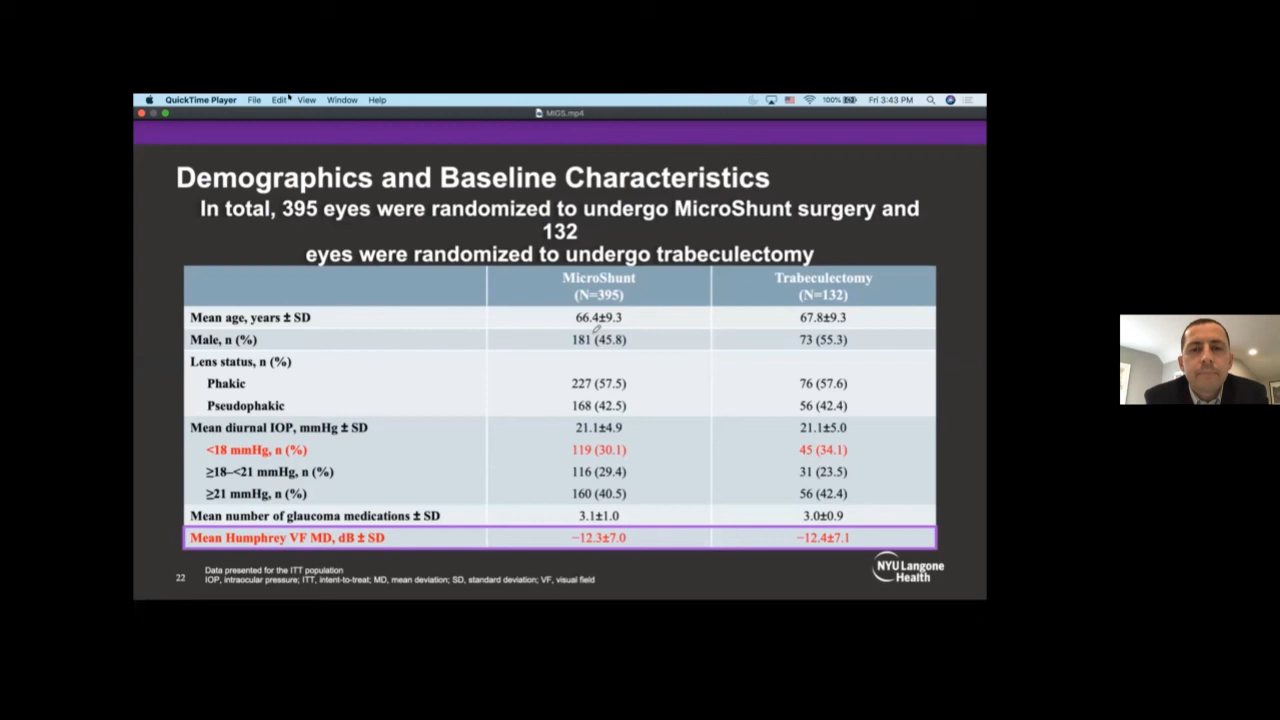 QuickTime Player File Edit View Window Help 100% Fri 3:43 PM
MIGS.mp4
Demographics and Baseline Characteristics
In total, 395 eyes were randomized to undergo MicroShunt surgery and
132
eyes were randomized to undergo trabeculectomy
MicroShunt Trabeculectomy
(N=395) (N=132)
Mean age, years ± SD 66.4±9.3 67.8±9.3
Male, n (%) 181 (45.8) 73 (55.3)
Lens status, n (%)
Phakic 227 (57.5) 76 (57.6)
Pseudophakic 168 (42.5) 56 (42.4)
Mean diurnal IOP, mmHg ± SD 21.1±4.9 21.1±5.0
<18 mmHg, n (%) 119 (30.1) 45 (34.1)
≥18–<21 mmHg, n (%) 116 (29.4) 31 (23.5)
≥21 mmHg, n (%) 160 (40.5) 56 (42.4)
Mean number of glaucoma medications ± SD 3.1±1.0 3.0±0.9
Mean Humphrey VF MD, dB ± SD −12.3±7.0 −12.4±7.1
22
Data presented for the ITT population
IOP, intraocular pressure; ITT, intent-to-treat; MD, mean deviation; SD, standard deviation; VF, visual field
NYU Langone
Health